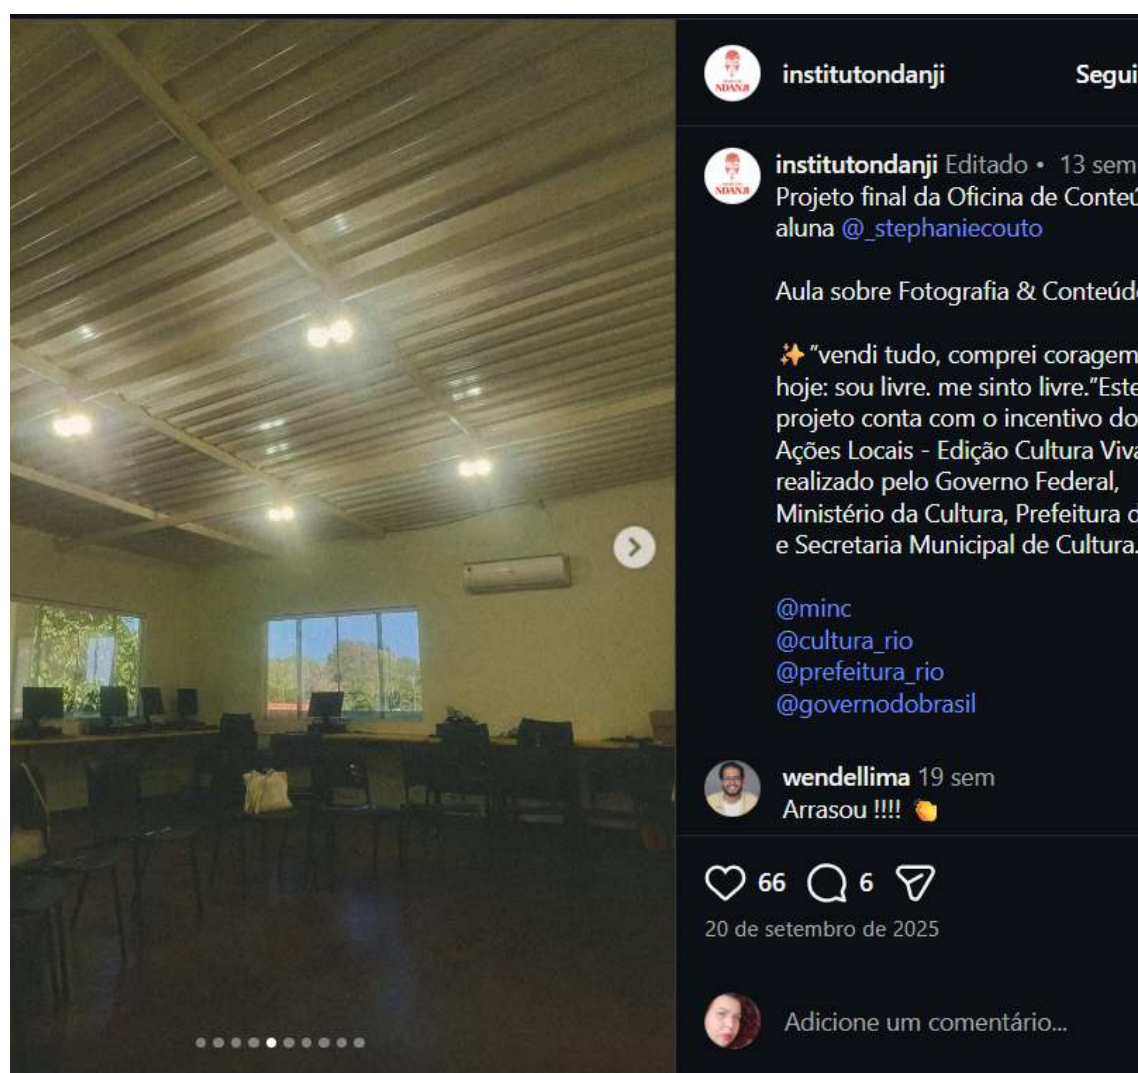 NDANJI
institutondanji Segui
NDANJI
institutondanji Editado • 13 sem
Projeto final da Oficina de Conteú
aluna @_stephaniecouto
Aula sobre Fotografia & Conteúd
✨"vendi tudo, comprei coragem
hoje: sou livre. me sinto livre."Este
projeto conta com o incentivo do
Ações Locais - Edição Cultura Viva
realizado pelo Governo Federal,
Ministério da Cultura, Prefeitura d
e Secretaria Municipal de Cultura.
@minc
@cultura_rio
@prefeitura_rio
@governodobrasil
wendellima 19 sem
Arrasou !!!! 👏
66 6
20 de setembro de 2025
Adicione um comentário...